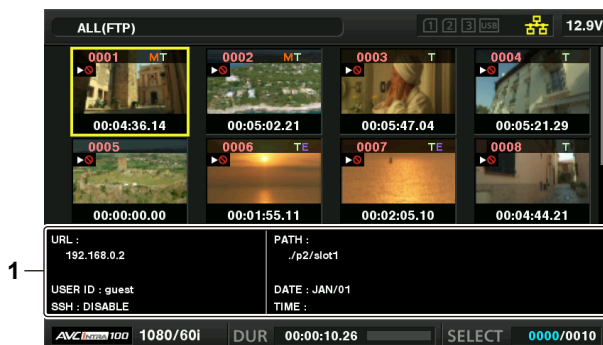 ALL(FTP) 1 2 3 USB 12.9V
0001 MT 0002 MT 0003 T 0004 T
00:04:36.14 00:05:02.21 00:05:47.04 00:05:21.29
0005 0006 TE 0007 TE 0008 T
00:00:00.00 00:01:55.11 00:02:05.10 00:04:44.21
URL : PATH :
192.168.0.2 ./p2/slot1
1
USER ID : guest DATE : JAN/01
SSH : DISABLE TIME :
AVC INTRA 100 1080/60i DUR 00:00:10.26 SELECT 0000/0010